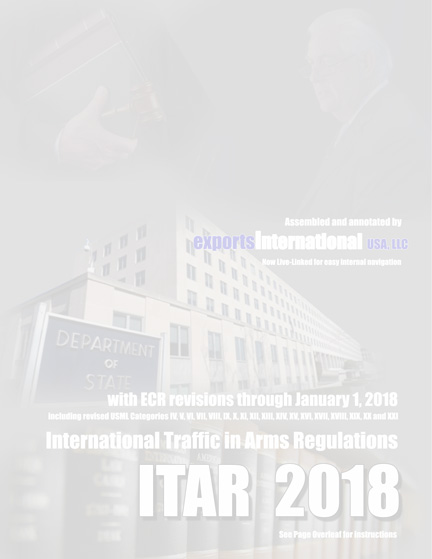 Assembled and annotated by
exportsInternational USA, LLC
Now Live-Linked for easy internal navigation
DEPARTMENT OF
STATE
with ECR revisions through January 1, 2018
including revised USML Categories IV, V, VI, VII, VIII, IX, X, XI, XII, XIII, XIV, XV, XVI, XVII, XVIII, XIX, XX and XXI
International Traffic in Arms Regulations
ITAR 2018
See Page Overleaf for instructions